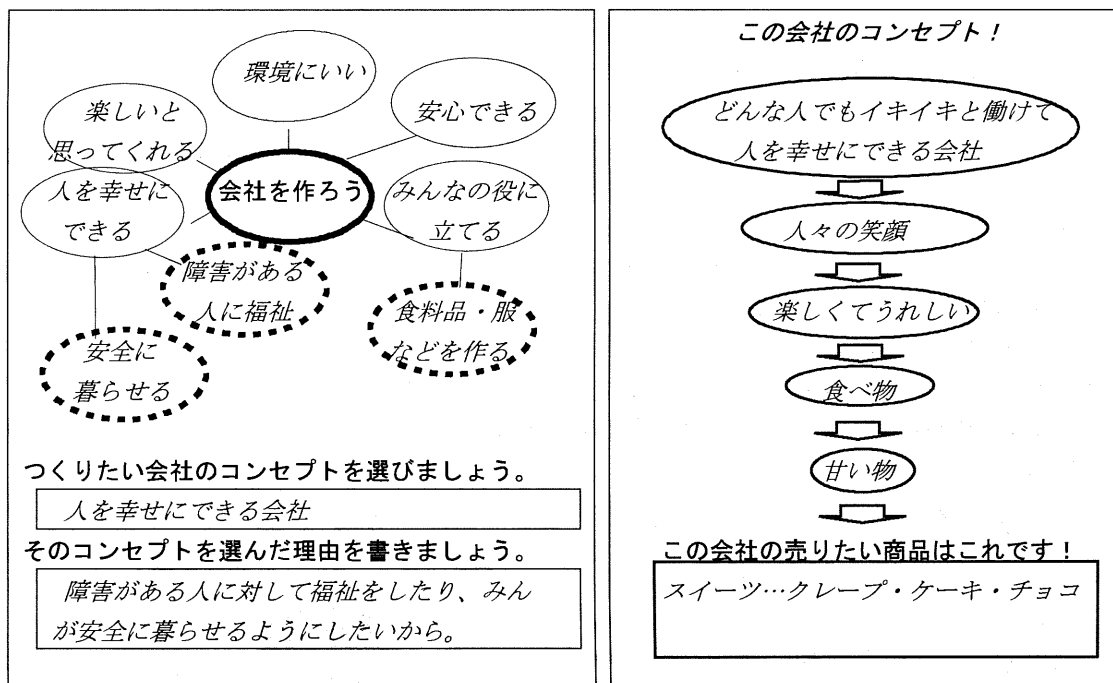 環境にいい
楽しいと
思ってくれる
安心できる
人を幸せに
できる
会社を作ろう
みんなの役に
立てる
障害がある
人に福祉
食料品・服
などを作る
安全に
暮らせる
つくりたい会社のコンセプトを選びましょう。
人を幸せにできる会社
そのコンセプトを選んだ理由を書きましょう。
障害がある人に対して福祉をしたり、みん
が安全に暮らせるようにしたいから。
この会社のコンセプト！
どんな人でもイキイキと働けて
人を幸せにできる会社
人々の笑顔
楽しくてうれしい
食べ物
甘い物
この会社の売りたい商品はこれです！
スイーツ…クレープ・ケーキ・チョコ